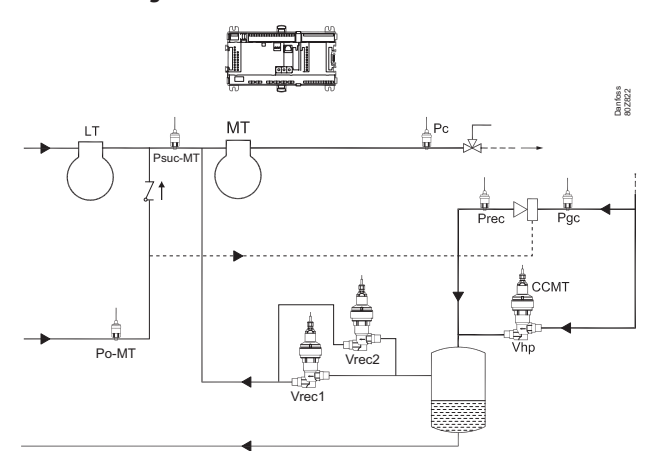 Danfoss
80Z822
LT
Psuc-MT
MT
Pc
Prec
Pgc
CCMT
Vhp
Po-MT
Vrec2
Vrec1